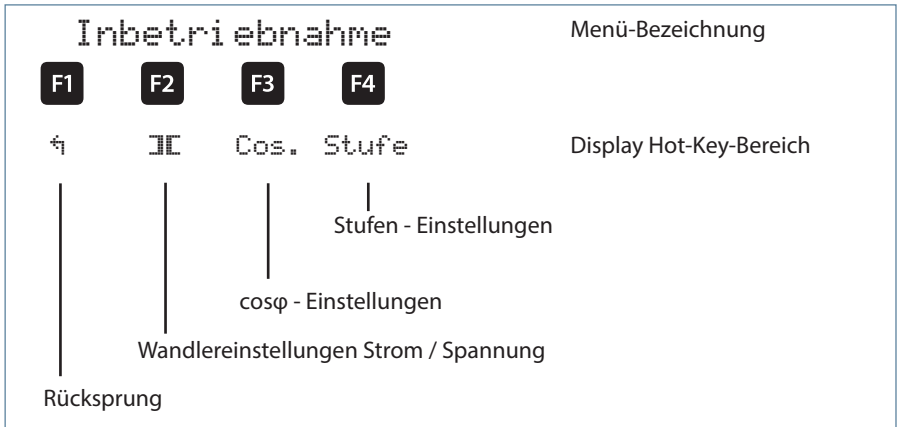 Inbetriebnahme Menü-Bezeichnung
F1 F2 F3 F4
Cos. Stufe Display Hot-Key-Bereich
Stufen - Einstellungen
cosφ - Einstellungen
Wandlereinstellungen Strom / Spannung
Rücksprung